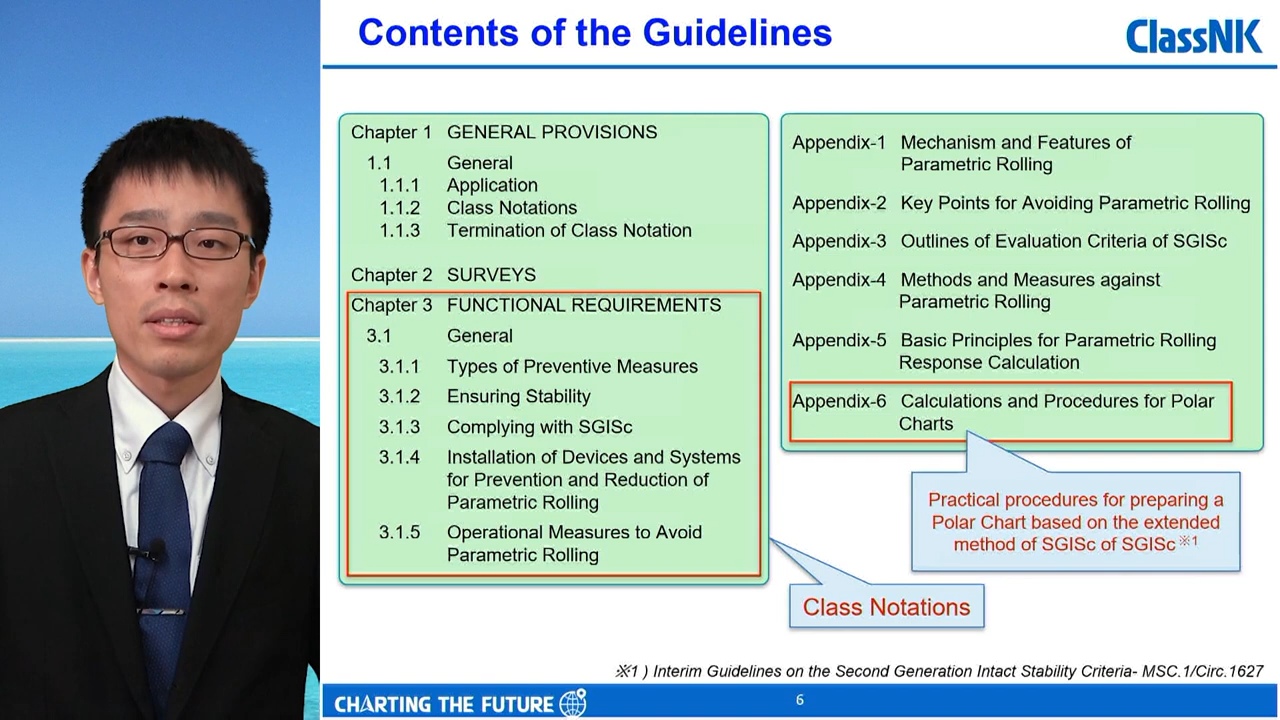 Contents of the Guidelines
ClassNK
Chapter 1 GENERAL PROVISIONS
1.1 General
1.1.1 Application
1.1.2 Class Notations
1.1.3 Termination of Class Notation
Chapter 2 SURVEYS
Chapter 3 FUNCTIONAL REQUIREMENTS
3.1 General
3.1.1 Types of Preventive Measures
3.1.2 Ensuring Stability
3.1.3 Complying with SGISc
3.1.4 Installation of Devices and Systems
for Prevention and Reduction of
Parametric Rolling
3.1.5 Operational Measures to Avoid
Parametric Rolling
Class Notations
Appendix-1 Mechanism and Features of
Parametric Rolling
Appendix-2 Key Points for Avoiding Parametric Rolling
Appendix-3 Outlines of Evaluation Criteria of SGISc
Appendix-4 Methods and Measures against
Parametric Rolling
Appendix-5 Basic Principles for Parametric Rolling
Response Calculation
Appendix-6 Calculations and Procedures for Polar
Charts
Practical procedures for preparing a
Polar Chart based on the extended
method of SGISc of SGISc ※1
※1 ) Interim Guidelines on the Second Generation Intact Stability Criteria- MSC.1/Circ.1627
CHARTING THE FUTURE
6